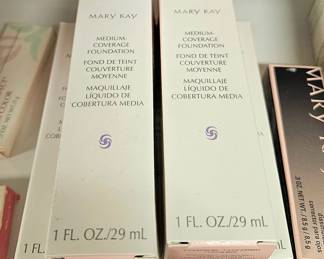 MARY KAY
MEDIUM-
COVERAGE
FOUNDATION
FOND DE TEINT
COUVERTURE
MOYENNE
MAQUILLAJE
LÍQUIDO DE
COBERTURA MEDIA
1 FL. OZ./29 mL
MARY KAY
MEDIUM-
COVERAGE
FOUNDATION
FOND DE TEINT
COUVERTURE
MOYENNE
MAQUILLAJE
LÍQUIDO DE
COBERTURA MEDIA
1 FL. OZ./29 mL